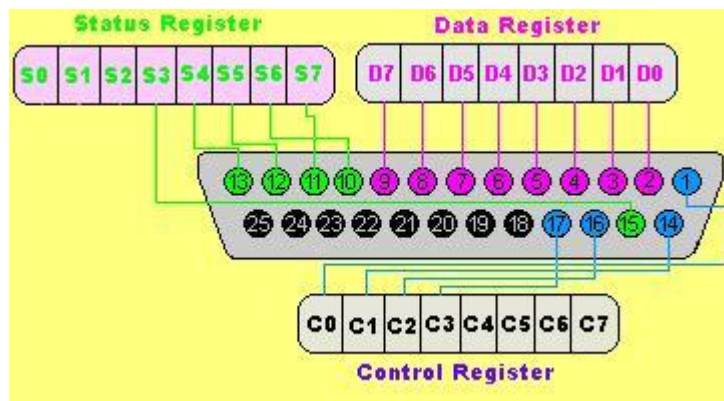 Status Register
Data Register
S0 S1 S2 S3 S4 S5 S6 S7
D7 D6 D5 D4 D3 D2 D1 D0
13 12 11 10 9 8 7 6 5 4 3 2 1
25 24 23 22 21 20 19 18 17 16 15 14
C0 C1 C2 C3 C4 C5 C6 C7
Control Register